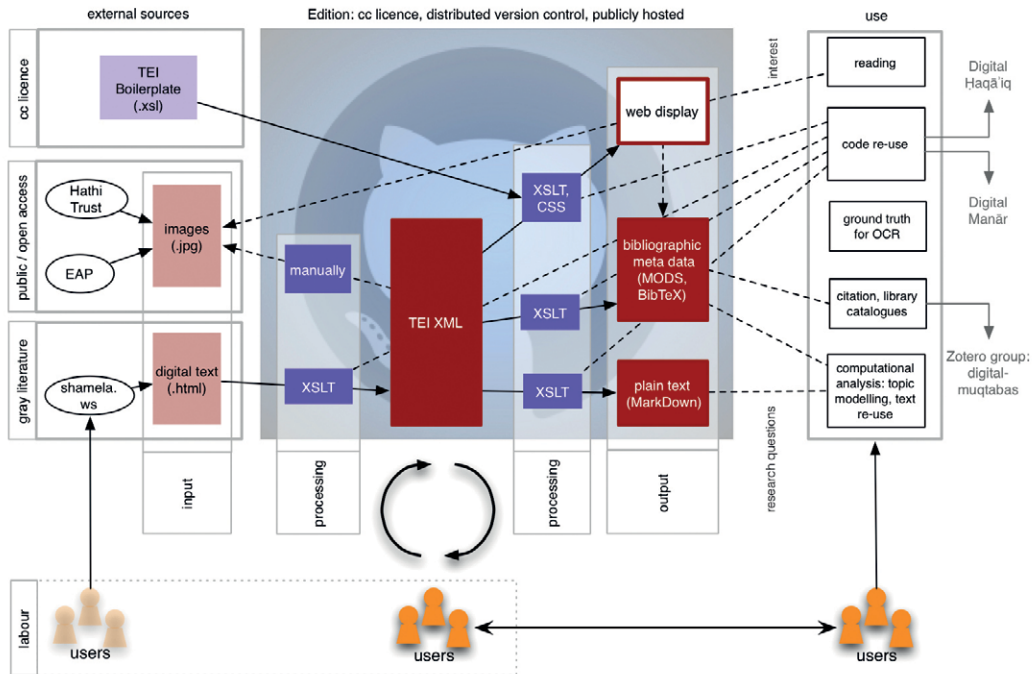 external sources
Edition: cc licence, distributed version control, publicly hosted
use
cc licence
TEI
Boilerplate
(.xsl)
public / open access
Hathi
Trust
EAP
images
(.jpg)
gray literature
shamela.
ws
digital text
(.html)
input
manually
XSLT
processing
TEI XML
XSLT,
CSS
XSLT
XSLT
processing
web display
bibliographic
meta data
(MODS,
BibTeX)
plain text
(MarkDown)
output
interest
research questions
reading
code re-use
ground truth
for OCR
citation, library
catalogues
computational
analysis: topic
modelling, text
re-use
Digital
Ḥaqāʾiq
Digital
Manār
Zotero group:
digital-
muqtabas
labour
users
users
users